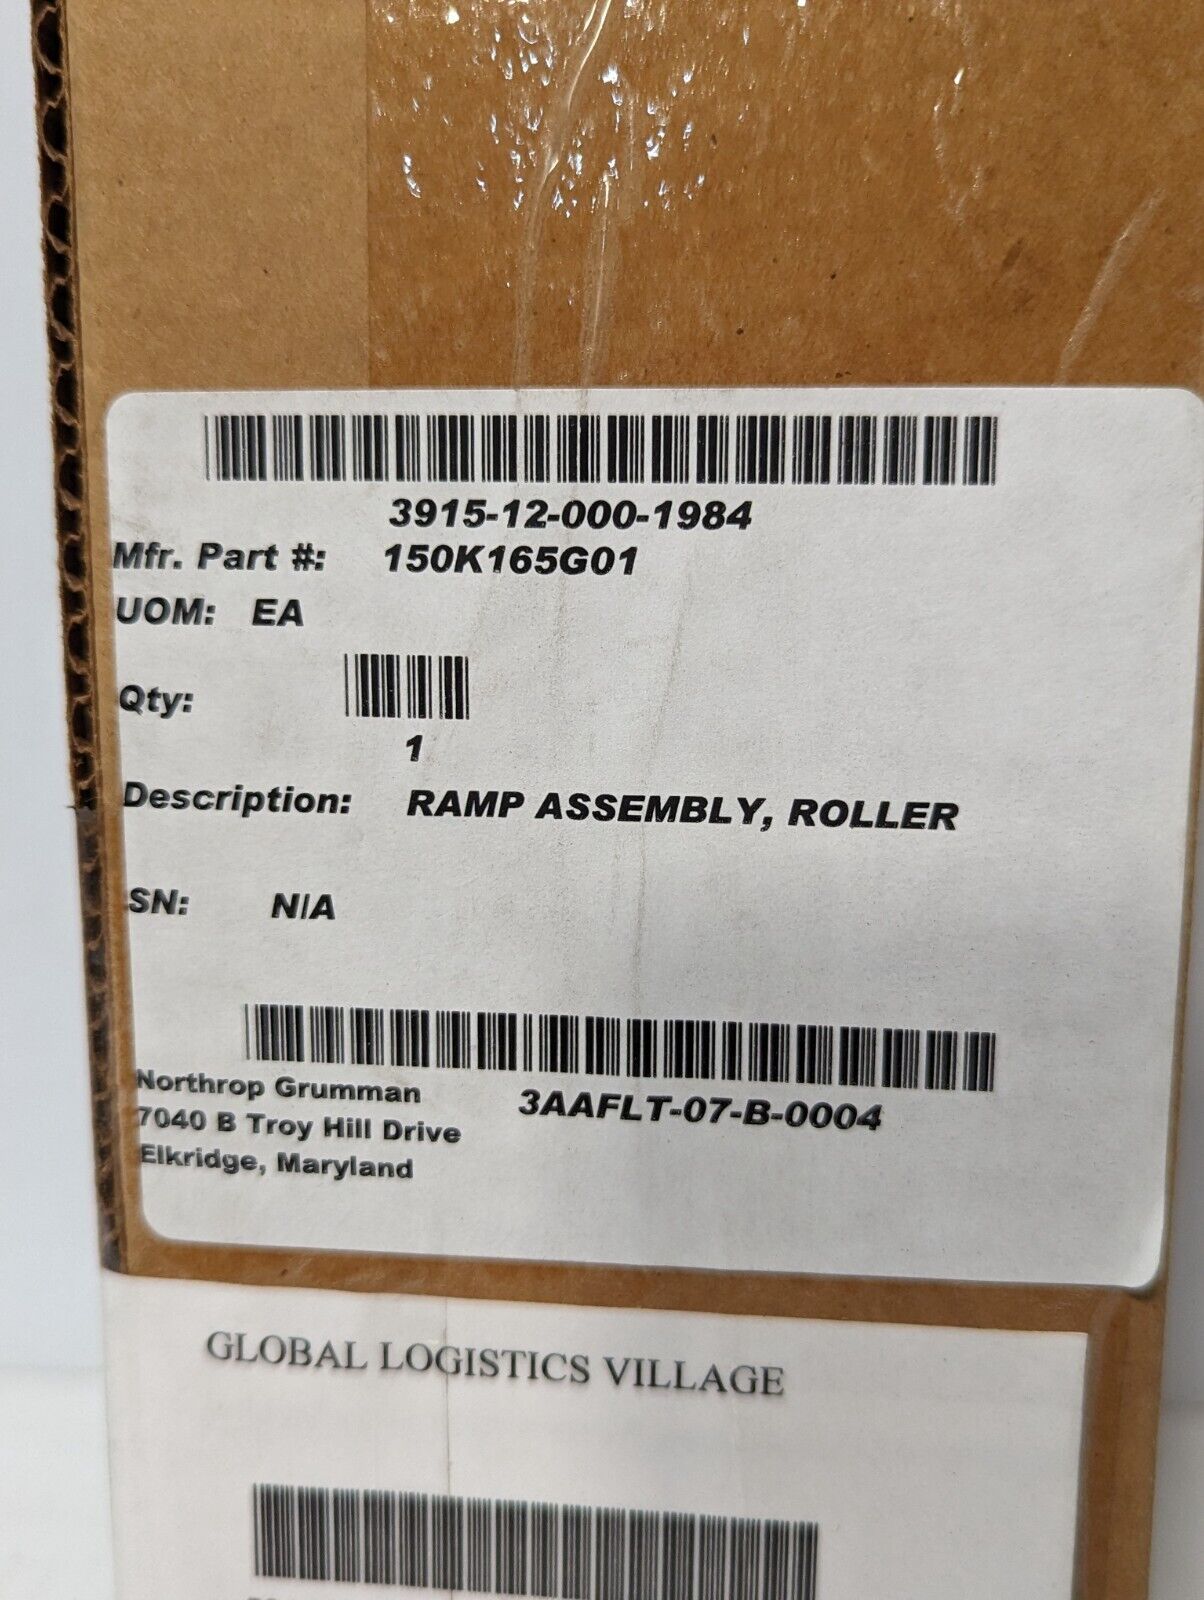 3915-12-000-1984
Mfr. Part #: 150K165G01
UOM: EA
Qty:
1
Description: RAMP ASSEMBLY, ROLLER
SN: N/A
Northrop Grumman
3AAFLT-07-B-0004
7040 B Troy Hill Drive
Elkridge, Maryland
GLOBAL LOGISTICS VILLAGE